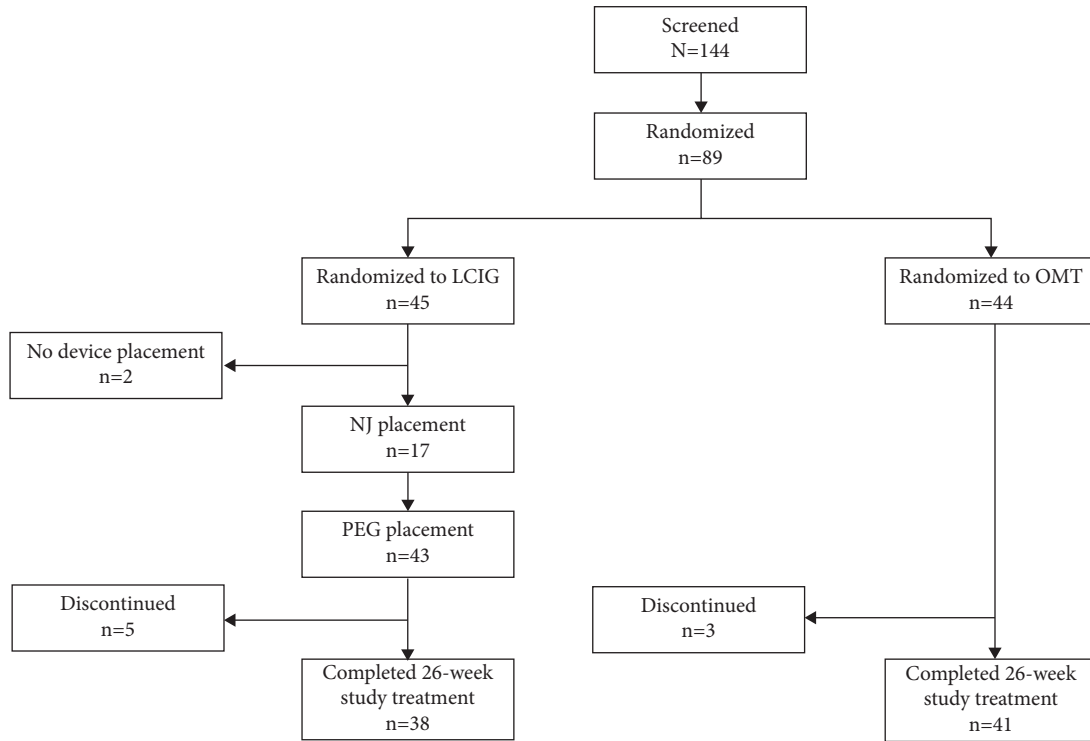 Screened
N=144
Randomized
n=89
Randomized to LCIG
n=45
Randomized to OMT
n=44
No device placement
n=2
NJ placement
n=17
PEG placement
n=43
Discontinued
n=5
Discontinued
n=3
Completed 26-week
study treatment
n=38
Completed 26-week
study treatment
n=41